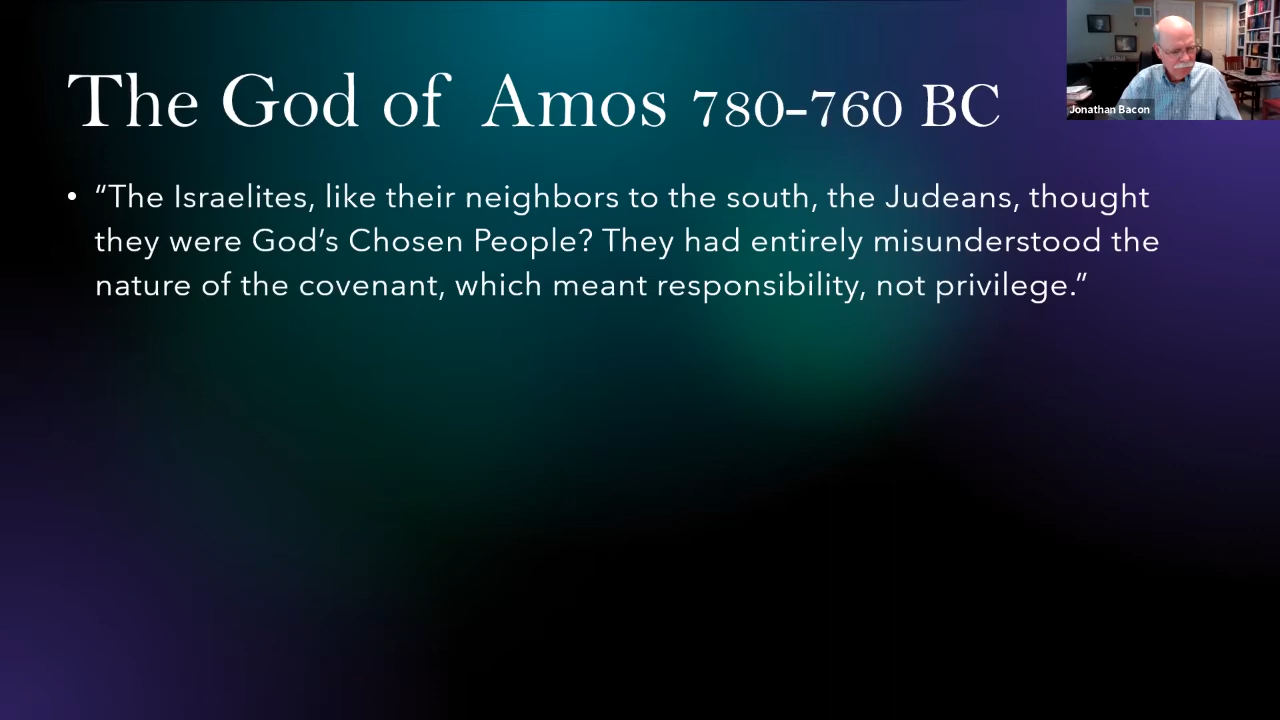 The God of Amos 780-760 BC
Jonathan Bacon
• “The Israelites, like their neighbors to the south, the Judeans, thought
they were God’s Chosen People? They had entirely misunderstood the
nature of the covenant, which meant responsibility, not privilege.”